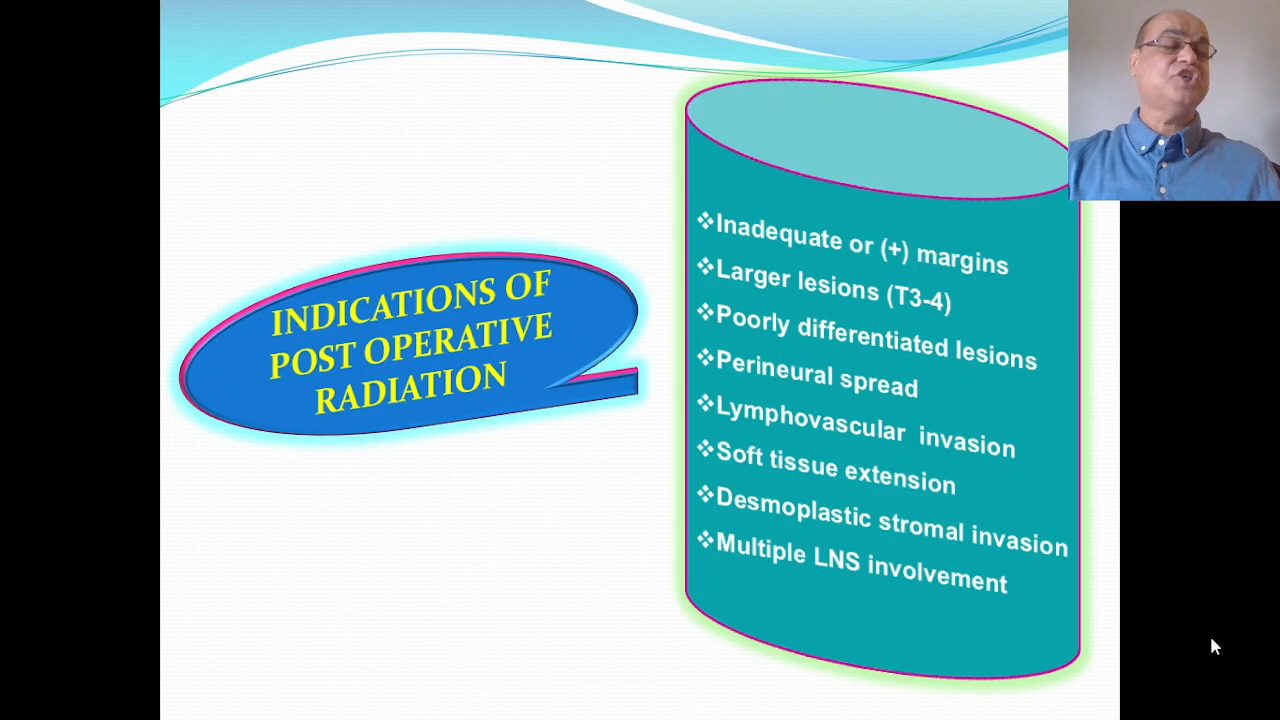 INDICATIONS OF
POST OPERATIVE
RADIATION
❖Inadequate or (+) margins
❖Larger lesions (T3-4)
❖Poorly differentiated lesions
❖Perineural spread
❖Lymphovascular invasion
❖Soft tissue extension
❖Desmoplastic stromal invasion
❖Multiple LNS involvement